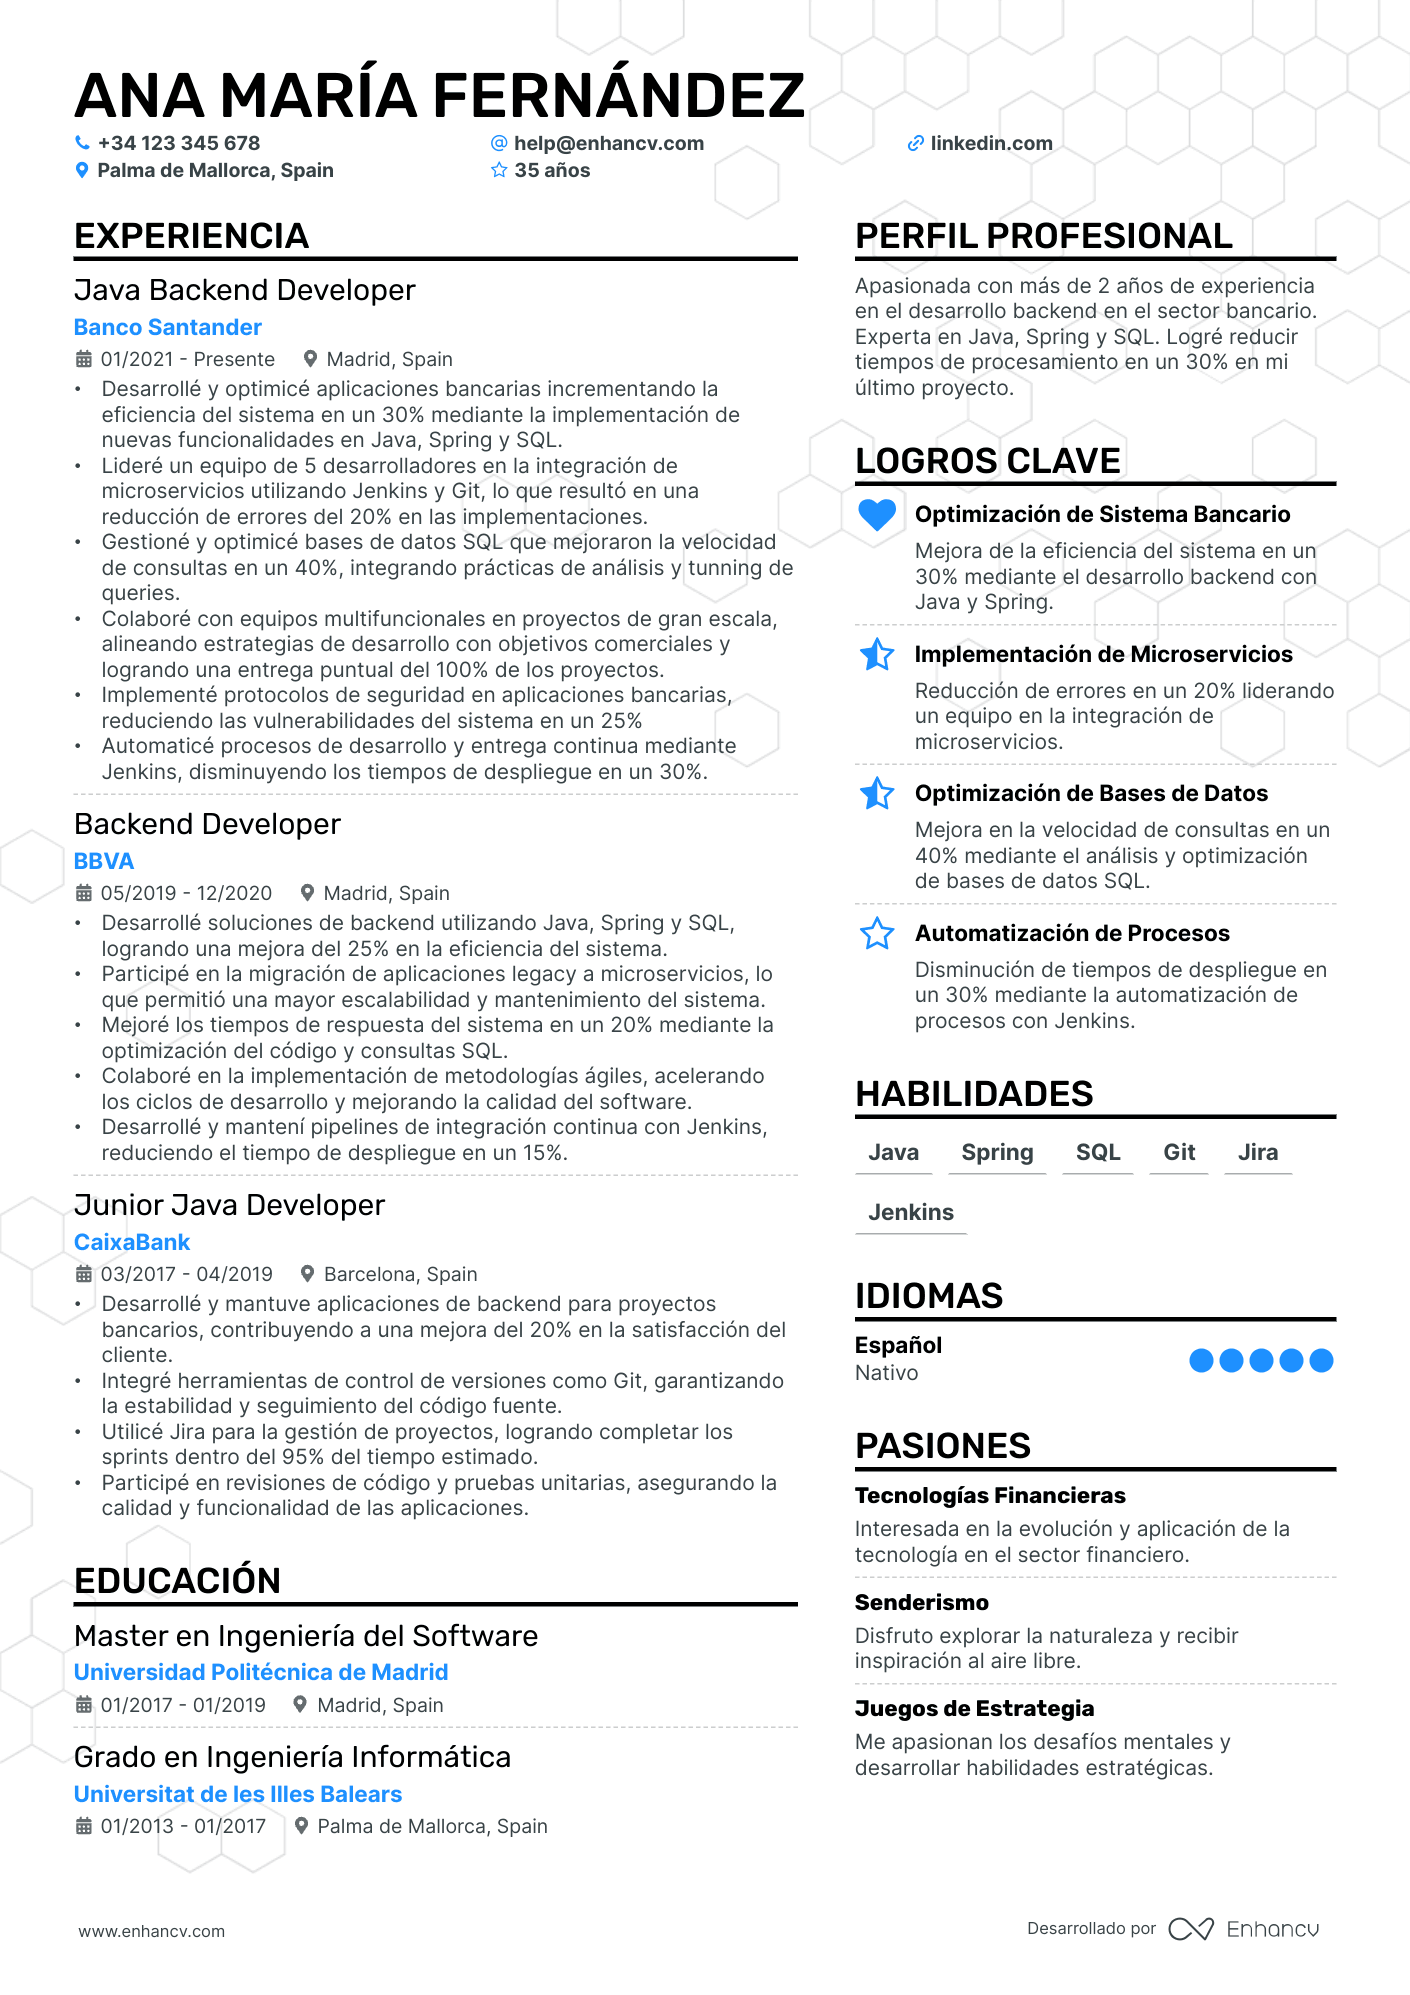 ANA MARÍA FERNÁNDEZ
+34 123 345 678
help@enhancv.com
linkedin.com
Palma de Mallorca, Spain
35 años
EXPERIENCIA
Java Backend Developer
Banco Santander
01/2021 - Presente
Madrid, Spain
• Desarrollé y optimicé aplicaciones bancarias incrementando la
eficiencia del sistema en un 30% mediante la implementación de
nuevas funcionalidades en Java, Spring y SQL.
• Lideré un equipo de 5 desarrolladores en la integración de
microservicios utilizando Jenkins y Git, lo que resultó en una
reducción de errores del 20% en las implementaciones.
• Gestioné y optimicé bases de datos SQL que mejoraron la velocidad
de consultas en un 40%, integrando prácticas de análisis y tunning de
queries.
• Colaboré con equipos multifuncionales en proyectos de gran escala,
alineando estrategias de desarrollo con objetivos comerciales y
logrando una entrega puntual del 100% de los proyectos.
• Implementé protocolos de seguridad en aplicaciones bancarias,
reduciendo las vulnerabilidades del sistema en un 25%
• Automaticé procesos de desarrollo y entrega continua mediante
Jenkins, disminuyendo los tiempos de despliegue en un 30%.
Backend Developer
BBVA
05/2019 - 12/2020
Madrid, Spain
• Desarrollé soluciones de backend utilizando Java, Spring y SQL,
logrando una mejora del 25% en la eficiencia del sistema.
• Participé en la migración de aplicaciones legacy a microservicios, lo
que permitió una mayor escalabilidad y mantenimiento del sistema.
• Mejoré los tiempos de respuesta del sistema en un 20% mediante la
optimización del código y consultas SQL.
• Colaboré en la implementación de metodologías ágiles, acelerando
los ciclos de desarrollo y mejorando la calidad del software.
• Desarrollé y mantení pipelines de integración continua con Jenkins,
reduciendo el tiempo de despliegue en un 15%.
Junior Java Developer
CaixaBank
03/2017 - 04/2019
Barcelona, Spain
• Desarrollé y mantuve aplicaciones de backend para proyectos
bancarios, contribuyendo a una mejora del 20% en la satisfacción del
cliente.
• Integré herramientas de control de versiones como Git, garantizando
la estabilidad y seguimiento del código fuente.
• Utilicé Jira para la gestión de proyectos, logrando completar los
sprints dentro del 95% del tiempo estimado.
• Participé en revisiones de código y pruebas unitarias, asegurando la
calidad y funcionalidad de las aplicaciones.
EDUCACIÓN
Master en Ingeniería del Software
Universidad Politécnica de Madrid
01/2017 - 01/2019
Madrid, Spain
Grado en Ingeniería Informática
Universitat de les Illes Balears
01/2013 - 01/2017
Palma de Mallorca, Spain
PERFIL PROFESIONAL
Apasionada con más de 2 años de experiencia
en el desarrollo backend en el sector bancario.
Experta en Java, Spring y SQL. Logré reducir
tiempos de procesamiento en un 30% en mi
último proyecto.
LOGROS CLAVE
Optimización de Sistema Bancario
Mejora de la eficiencia del sistema en un
30% mediante el desarrollo backend con
Java y Spring.
Implementación de Microservicios
Reducción de errores en un 20% liderando
un equipo en la integración de
microservicios.
Optimización de Bases de Datos
Mejora en la velocidad de consultas en un
40% mediante el análisis y optimización
de bases de datos SQL.
Automatización de Procesos
Disminución de tiempos de despliegue en
un 30% mediante la automatización de
procesos con Jenkins.
HABILIDADES
Java Spring SQL Git Jira
Jenkins
IDIOMAS
Español
Nativo
PASIONES
Tecnologías Financieras
Interesada en la evolución y aplicación de la
tecnología en el sector financiero.
Senderismo
Disfruto explorar la naturaleza y recibir
inspiración al aire libre.
Juegos de Estrategia
Me apasionan los desafíos mentales y
desarrollar habilidades estratégicas.
www.enhancv.com
Desarrollado por Enhancv